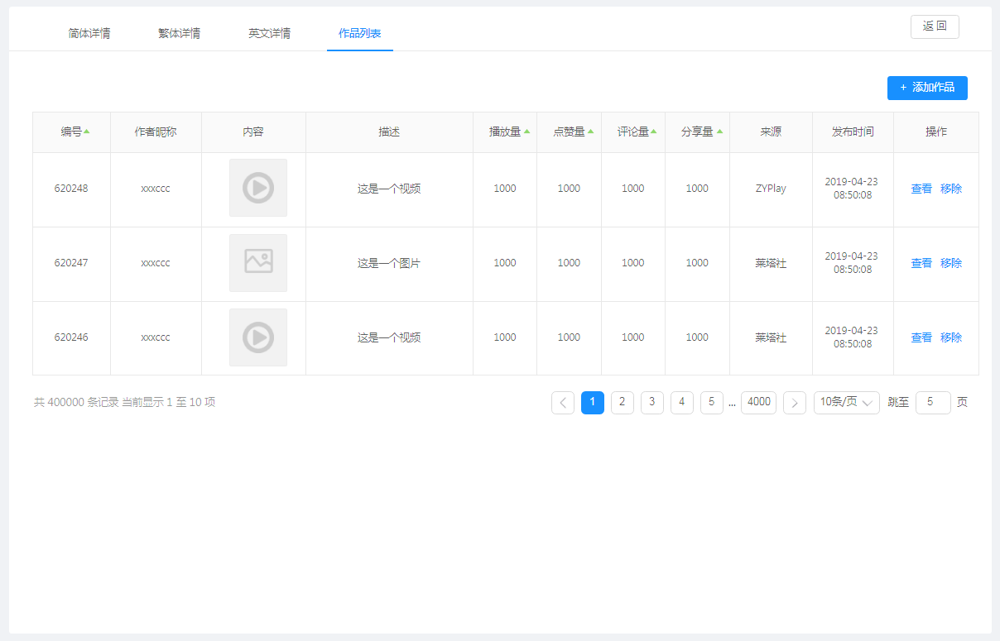 简体详情 繁体详情 英文详情 作品列表 返 回
+ 添加作品
编号 作者昵称 内容 描述 播放量 点赞量 评论量 分享量 来源 发布时间 操作
620248 xxxccc 这是一个视频 1000 1000 1000 1000 ZYPlay 2019-04-23 查看 移除
08:50:08
620247 xxxccc 这是一个图片 1000 1000 1000 1000 莱塔社 2019-04-23 查看 移除
08:50:08
620246 xxxccc 这是一个视频 1000 1000 1000 1000 莱塔社 2019-04-23 查看 移除
08:50:08
共 400000 条记录 当前显示 1 至 10 项 1 2 3 4 5 ... 4000 10条/页 跳至 5 页